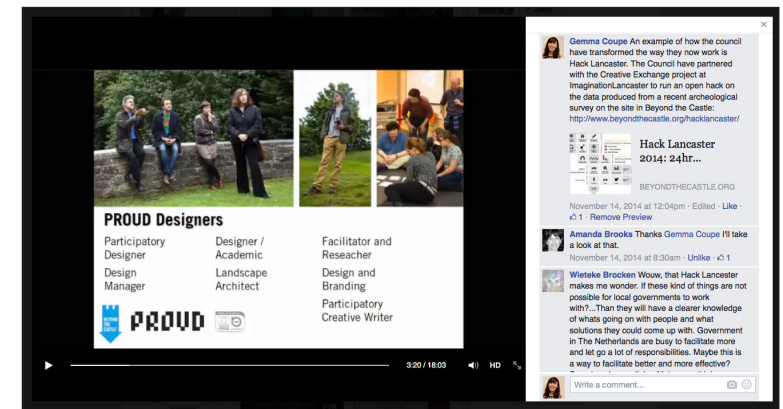 PROUD Designers
Participatory
Designer
Design
Manager
Designer /
Academic
Landscape
Architect
Facilitator and
Reseacher
Design and
Branding
Participatory
Creative Writer
BEYOND
THE
CASTLE
PROUD
3:20 / 18:03
HD
×
Gemma Coupe An example of how the council
have transformed the way they now work is
Hack Lancaster. The Council have partnered
with the Creative Exchange project at
ImaginationLancaster to run an open hack on
the data produced from a recent archeological
survey on the site in Beyond the Castle:
http://www.beyondthecastle.org/hacklancaster/
Hack Lancaster
2014: 24hr...
BEYONDTHECASTLE.ORG
November 14, 2014 at 12:04pm · Edited · Like ·
1 · Remove Preview
Amanda Brooks Thanks Gemma Coupe I'll take
a look at that.
November 14, 2014 at 8:30am · Unlike · 1
Wieteke Brocken Wouw, that Hack Lancester
makes me wonder. If these kind of things are not
possible for local governments to work
with?...Than they will have a clearer knowledge
of whats going on with people and what
solutions they could come up with. Government
in The Netherlands are busy to facilitate more
and let go a lot of responsibilities. Maybe this is
a way to facilitate better and more effective?
Write a comment...